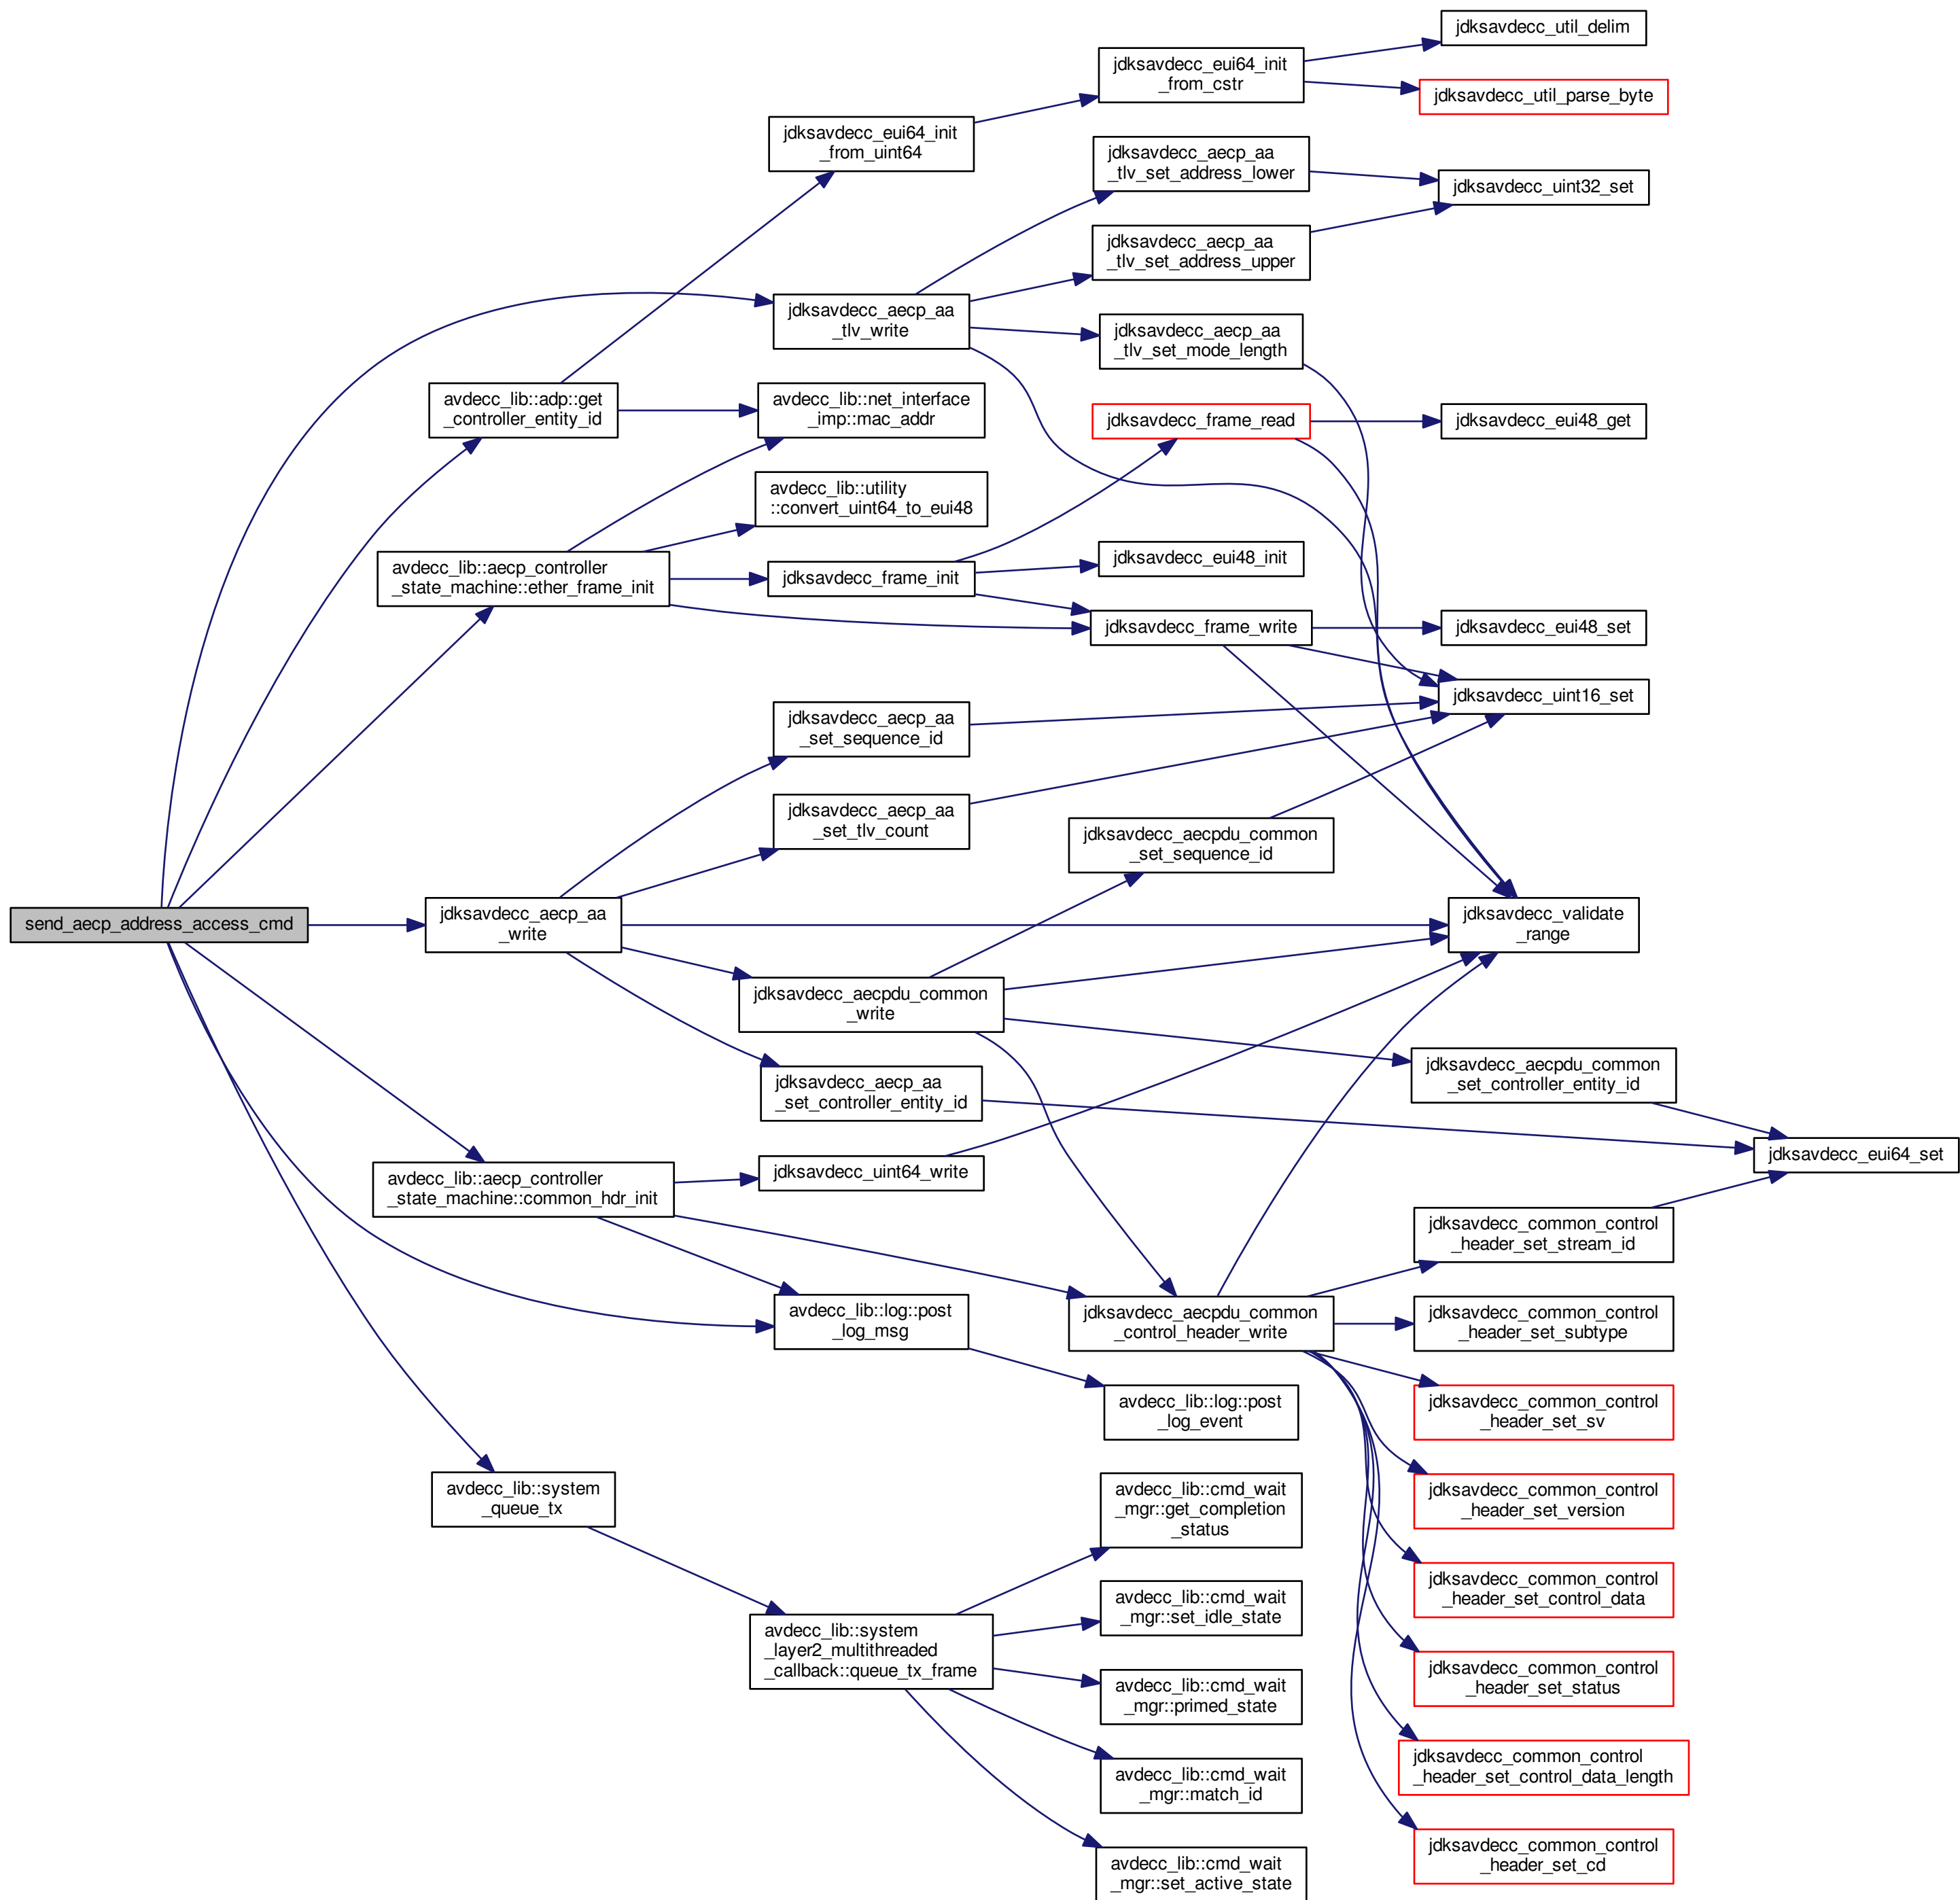 jdksavdecc_util_delim
jdksavdecc_eui64_init
_from_cstr
jdksavdecc_util_parse_byte
jdksavdecc_eui64_init
_from_uint64
jdksavdecc_aecp_aa
_tlv_set_address_lower
jdksavdecc_uint32_set
jdksavdecc_aecp_aa
_tlv_set_address_upper
jdksavdecc_aecp_aa
_tlv_write
jdksavdecc_aecp_aa
_tlv_set_mode_length
avdecc_lib::adp::get
_controller_entity_id
avdecc_lib::net_interface
_imp::mac_addr
jdksavdecc_frame_read
jdksavdecc_eui48_get
avdecc_lib::utility
::convert_uint64_to_eui48
avdecc_lib::aecp_controller
_state_machine::ether_frame_init
jdksavdecc_frame_init
jdksavdecc_eui48_init
jdksavdecc_frame_write
jdksavdecc_eui48_set
jdksavdecc_uint16_set
jdksavdecc_aecp_aa
_set_sequence_id
jdksavdecc_aecp_aa
_set_tlv_count
jdksavdecc_aecpdu_common
_set_sequence_id
send_aecp_address_access_cmd
jdksavdecc_aecp_aa
_write
jdksavdecc_validate
_range
jdksavdecc_aecpdu_common
_write
jdksavdecc_aecpdu_common
_set_controller_entity_id
jdksavdecc_aecp_aa
_set_controller_entity_id
jdksavdecc_eui64_set
avdecc_lib::aecp_controller
_state_machine::common_hdr_init
jdksavdecc_uint64_write
jdksavdecc_common_control
_header_set_stream_id
avdecc_lib::log::post
_log_msg
jdksavdecc_aecpdu_common
_control_header_write
jdksavdecc_common_control
_header_set_subtype
avdecc_lib::log::post
_log_event
jdksavdecc_common_control
_header_set_sv
avdecc_lib::system
_queue_tx
avdecc_lib::cmd_wait
_mgr::get_completion
_status
jdksavdecc_common_control
_header_set_version
jdksavdecc_common_control
_header_set_control_data
avdecc_lib::cmd_wait
_mgr::set_idle_state
avdecc_lib::system
_layer2_multithreaded
_callback::queue_tx_frame
jdksavdecc_common_control
_header_set_status
avdecc_lib::cmd_wait
_mgr::primed_state
jdksavdecc_common_control
_header_set_control_data_length
avdecc_lib::cmd_wait
_mgr::match_id
jdksavdecc_common_control
_header_set_cd
avdecc_lib::cmd_wait
_mgr::set_active_state